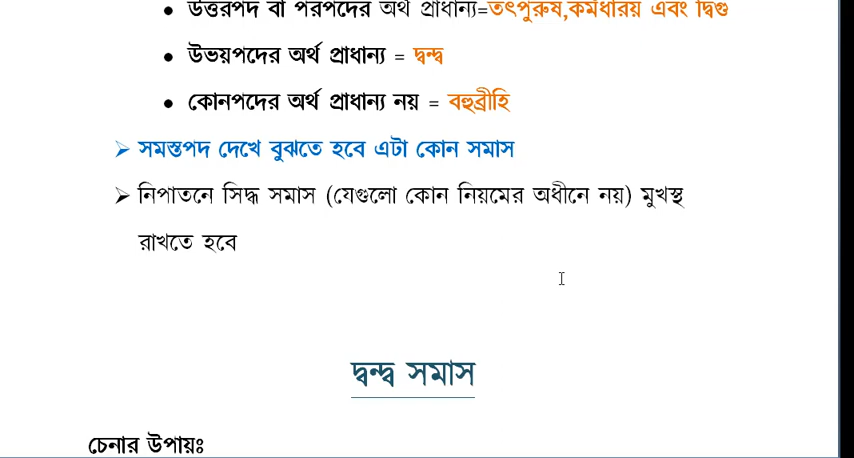 উত্তরপদ বা পরপদের অর্থ প্রাধান্য=তৎপুরুষ,কর্মধারয় এবং দ্বিগু
উভয়পদের অর্থ প্রাধান্য = দ্বন্দ্ব
কোনপদের অর্থ প্রাধান্য নয় = বহুব্রীহি
সমস্তপদ দেখে বুঝতে হবে এটা কোন সমাস
নিপাতনে সিদ্ধ সমাস (যেগুলো কোন নিয়মের অধীনে নয়) মুখস্থ
রাখতে হবে
দ্বন্দ্ব সমাস
চেনার উপায়ঃ